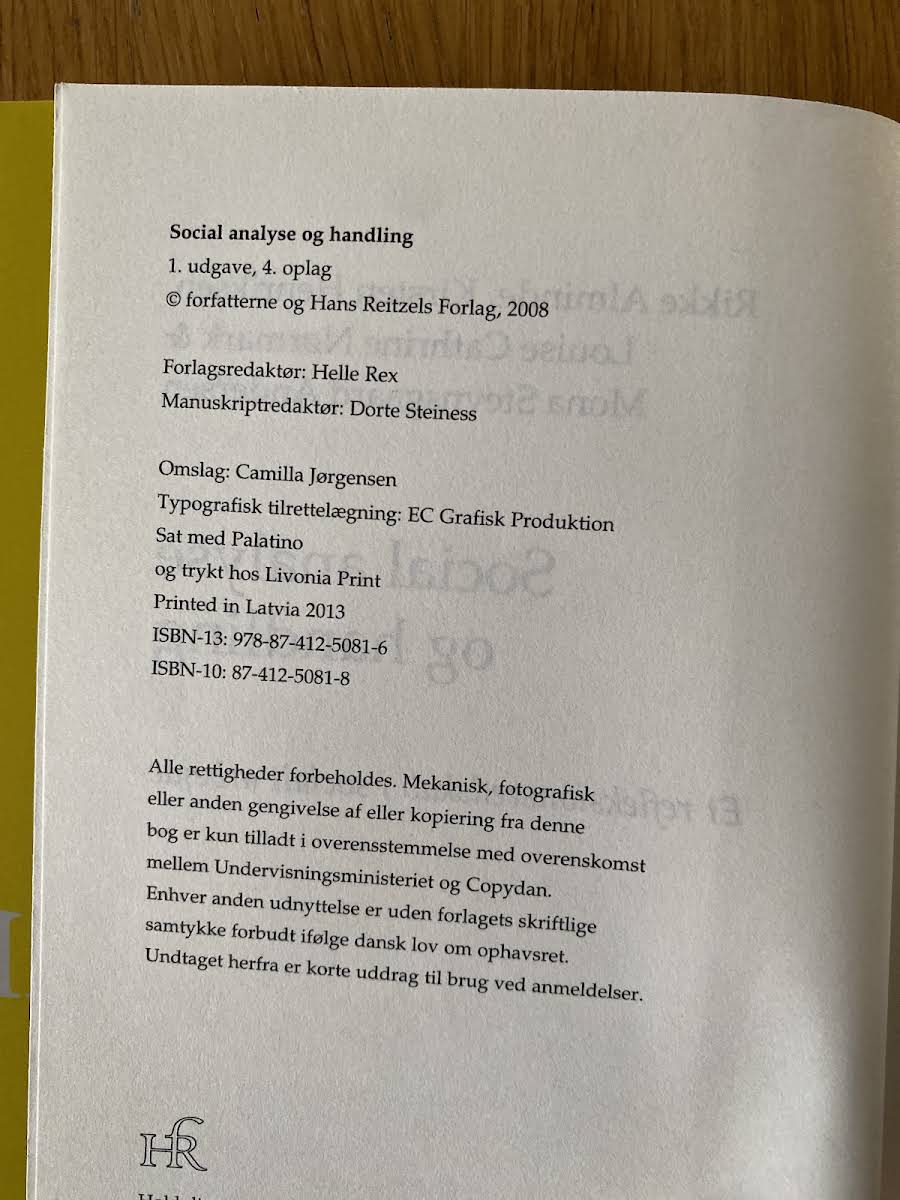 Social analyse og handling
1. udgave, 4. oplag
© forfatterne og Hans Reitzels Forlag, 2008
Forlagsredaktør: Helle Rex
Manuskriptredaktør: Dorte Steiness
Omslag: Camilla Jørgensen
Typografisk tilrettelægning: EC Grafisk Produktion
Sat med Palatino
og trykt hos Livonia Print
Printed in Latvia 2013
ISBN-13: 978-87-412-5081-6
ISBN-10: 87-412-5081-8
Alle rettigheder forbeholdes. Mekanisk, fotografisk
eller anden gengivelse af eller kopiering fra denne
bog er kun tilladt i overensstemmelse med overenskomst
mellem Undervisningsministeriet og Copydan.
Enhver anden udnyttelse er uden forlagets skriftlige
samtykke forbudt ifølge dansk lov om ophavsret.
Undtaget herfra er korte uddrag til brug ved anmeldelser.
HR